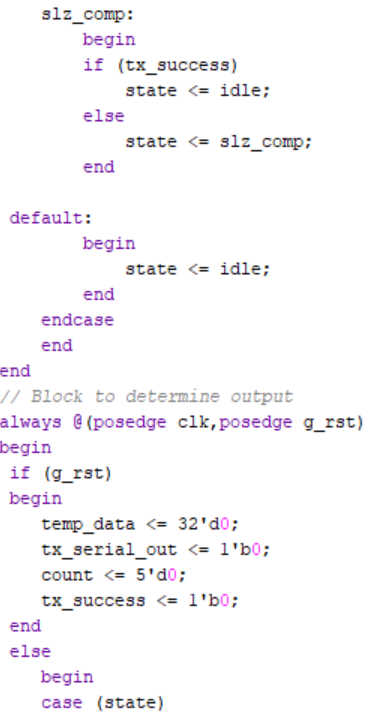 slz_comp:
begin
if (tx_success)
state <= idle;
else
state <= slz_comp;
end
default:
begin
state <= idle;
end
endcase
end
end
// Block to determine output
always @(posedge clk,posedge g_rst)
begin
if (g_rst)
begin
temp_data <= 32'd0;
tx_serial_out <= 1'b0;
count <= 5'd0;
tx_success <= 1'b0;
end
else
begin
case (state)